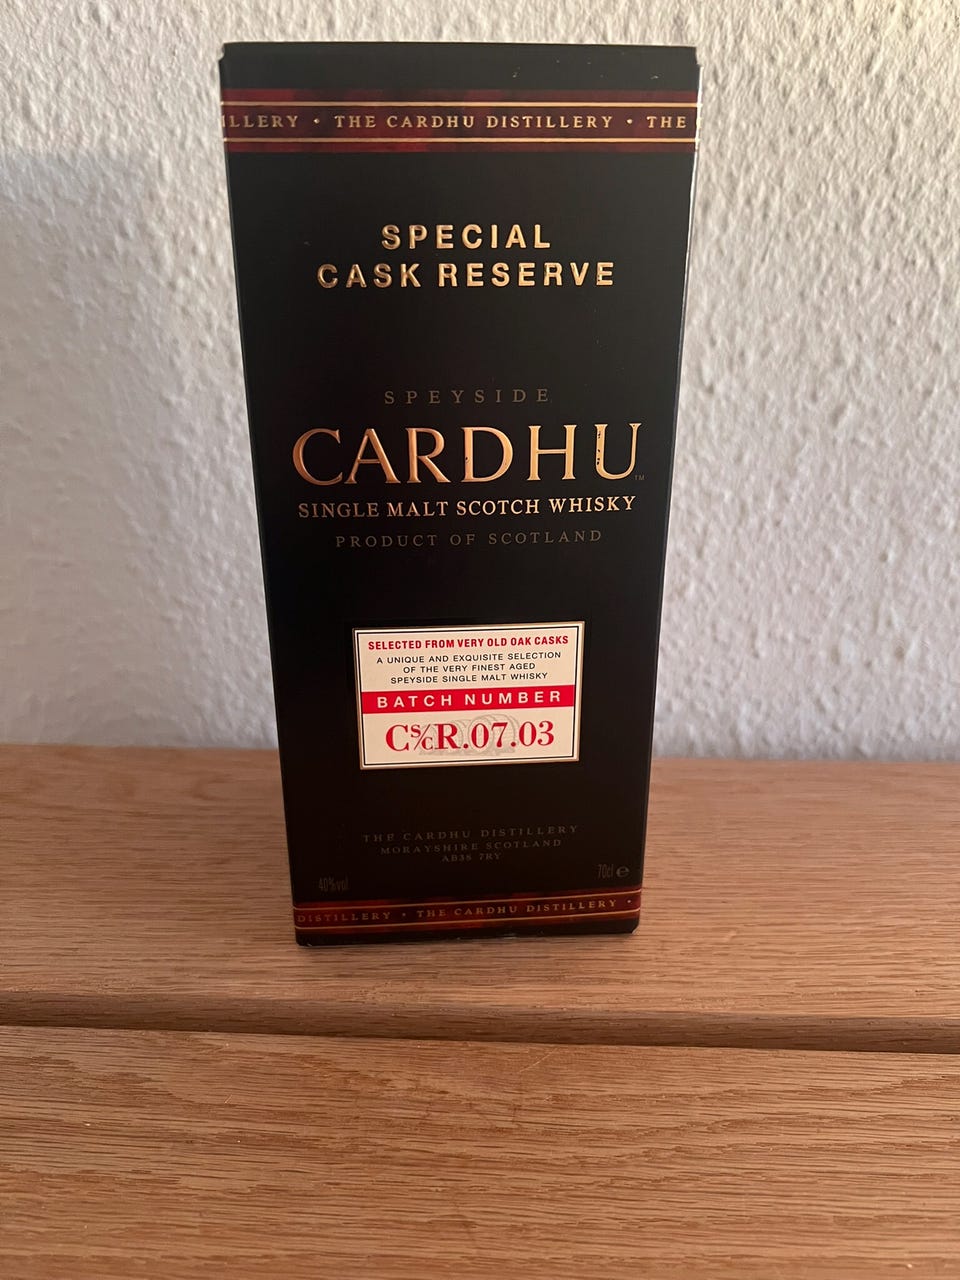 LLERY • THE CARDHU DISTILLERY • THE
SPECIAL
CASK RESERVE
SPEYSIDE
CARDHU™
SINGLE MALT SCOTCH WHISKY
PRODUCT OF SCOTLAND
SELECTED FROM VERY OLD OAK CASKS
A UNIQUE AND EXQUISITE SELECTION
OF THE VERY FINEST AGED
SPEYSIDE SINGLE MALT WHISKY
BATCH NUMBER
CS/CR.07.03
THE CARDHU DISTILLERY
MORAYSHIRE SCOTLAND
AB38 7RY
40%vol
70cl ℮
DISTILLERY • THE CARDHU DISTILLERY •